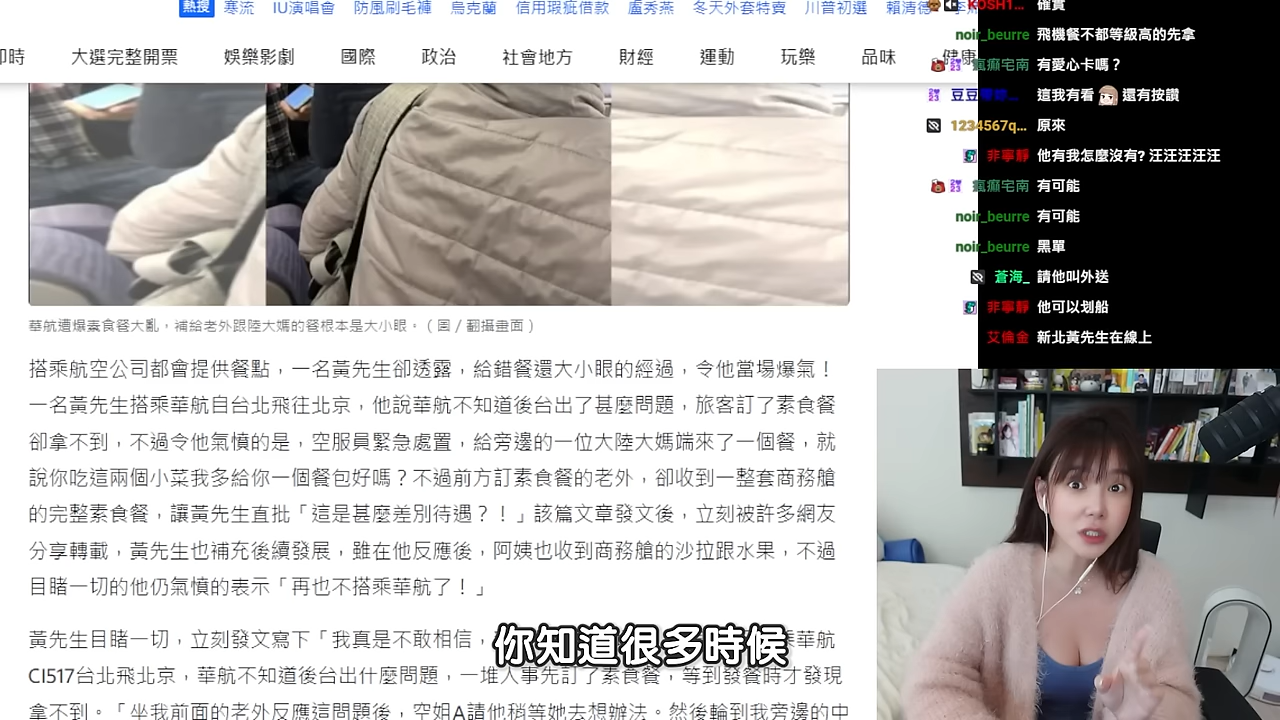 熱搜 寒流 IU演唱會 防風刷毛褲 烏克蘭 信用瑕疵借款 盧秀燕 冬天外套特賣 川普初選 賴清德
即時 大選完整開票 娛樂影劇 國際 政治 社會地方 財經 運動 玩樂 品味 健康
華航遭爆素食餐大亂，補給老外跟陸大媽的餐根本是大小眼。（圖／翻攝畫面）
搭乘航空公司都會提供餐點，一名黃先生卻透露，給錯餐還大小眼的經過，令他當場爆氣！
一名黃先生搭乘華航自台北飛往北京，他說華航不知道後台出了甚麼問題，旅客訂了素食餐
卻拿不到，不過令他氣憤的是，空服員緊急處置，給旁邊的一位大陸大媽端來了一個餐，就
說你吃這兩個小菜我多給你一個餐包好嗎？不過前方訂素食餐的老外，卻收到一整套商務艙
的完整素食餐，讓黃先生直批「這是甚麼差別待遇？！」該篇文章發文後，立刻被許多網友
分享轉載，黃先生也補充後續發展，雖在他反應後，阿姨也收到商務艙的沙拉跟水果，不過
目睹一切的他仍氣憤的表示「再也不搭乘華航了！」
黃先生目睹一切，立刻發文寫下「我真是不敢相信，
乘華航
CI517台北飛北京，華航不知道後台出什麼問題，一堆人事先訂了素食餐，等到發餐時才發現
拿不到。「坐我前面的老外反應這問題後，空姐A請他稍等她去想辦法。然後輪到我旁邊的中
你知道很多時候
KOSH1... 確實
noir_beurre 飛機餐不都等級高的先拿
瘋癲宅南 有愛心卡嗎？
豆豆 這我有看 還有按讚
1234567q... 原來
非寧靜 他有我怎麼沒有? 汪汪汪汪汪
瘋癲宅南 有可能
noir_beurre 有可能
noir_beurre 黑單
蒼海_ 請他叫外送
非寧靜 他可以划船
艾倫金 新北黃先生在線上